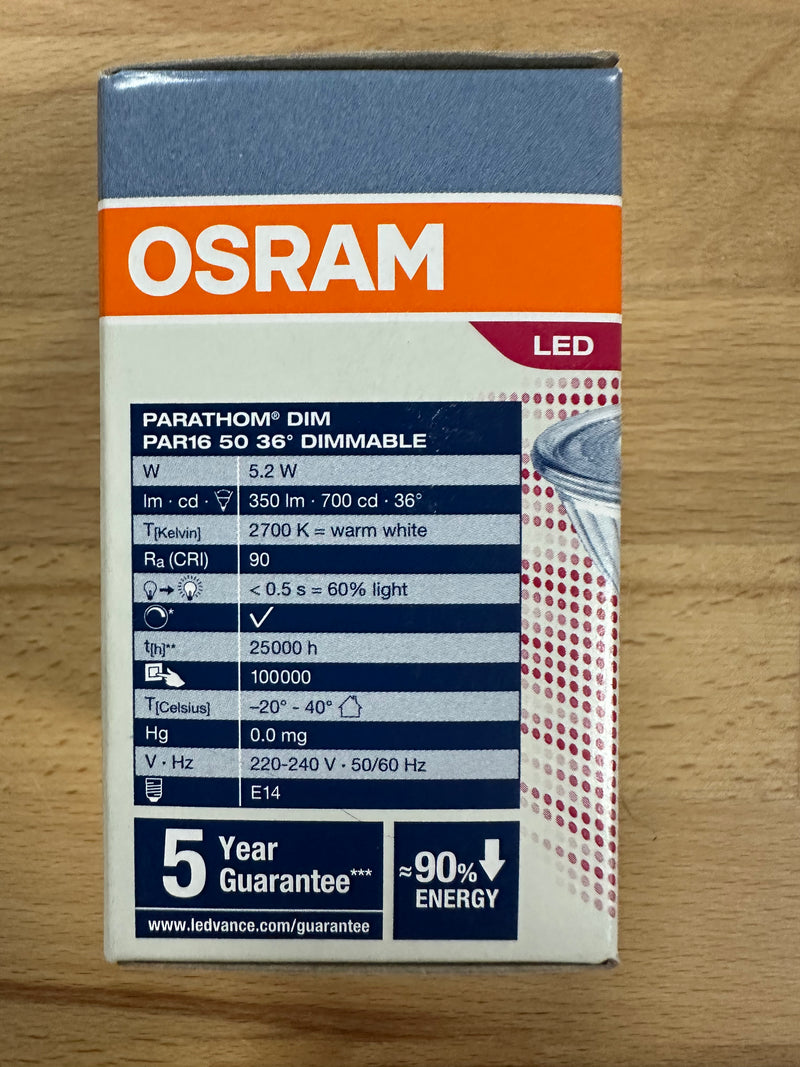 OSRAM
LED
PARATHOM® DIM
PAR16 50 36° DIMMABLE
W 5.2 W
lm · cd · 350 lm · 700 cd · 36°
T[Kelvin] 2700 K = warm white
Ra (CRI) 90
< 0.5 s = 60% light
* ✓
t[h]** 25000 h
100000
T[Celsius] –20° - 40°
Hg 0.0 mg
V · Hz 220-240 V · 50/60 Hz
E14
5 Year
Guarantee***
www.ledvance.com/guarantee
≈90%
ENERGY